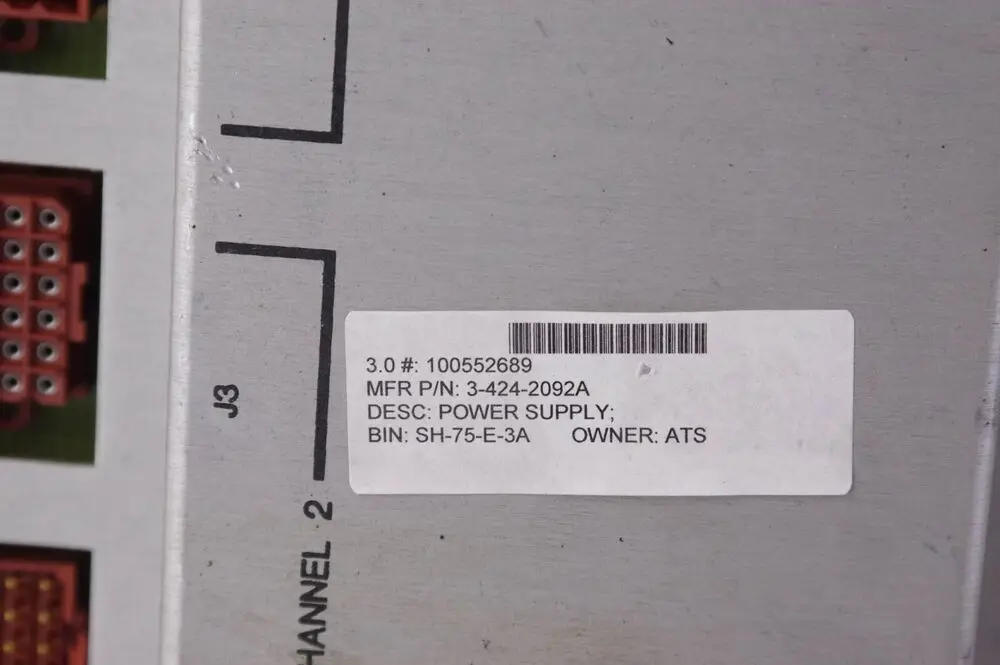 3.0 #: 100552689
MFR P/N: 3-424-2092A
DESC: POWER SUPPLY;
BIN: SH-75-E-3A OWNER: ATS
J3
HANNEL 2